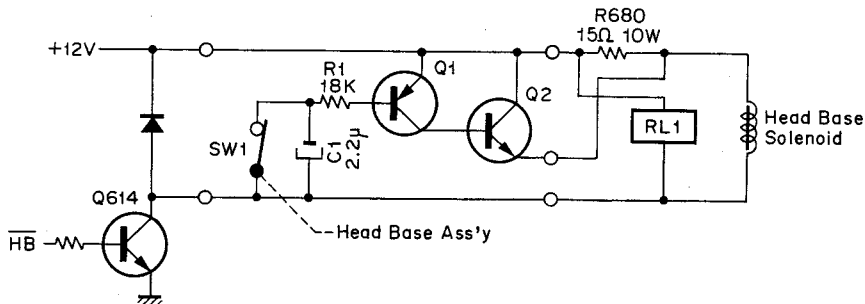 R680
15Ω 10W
+12V
R1
18K
Q1
Q2
SW1
C1
2.2μ
RL1
Head Base
Solenoid
Q614
HB
Head Base Ass'y